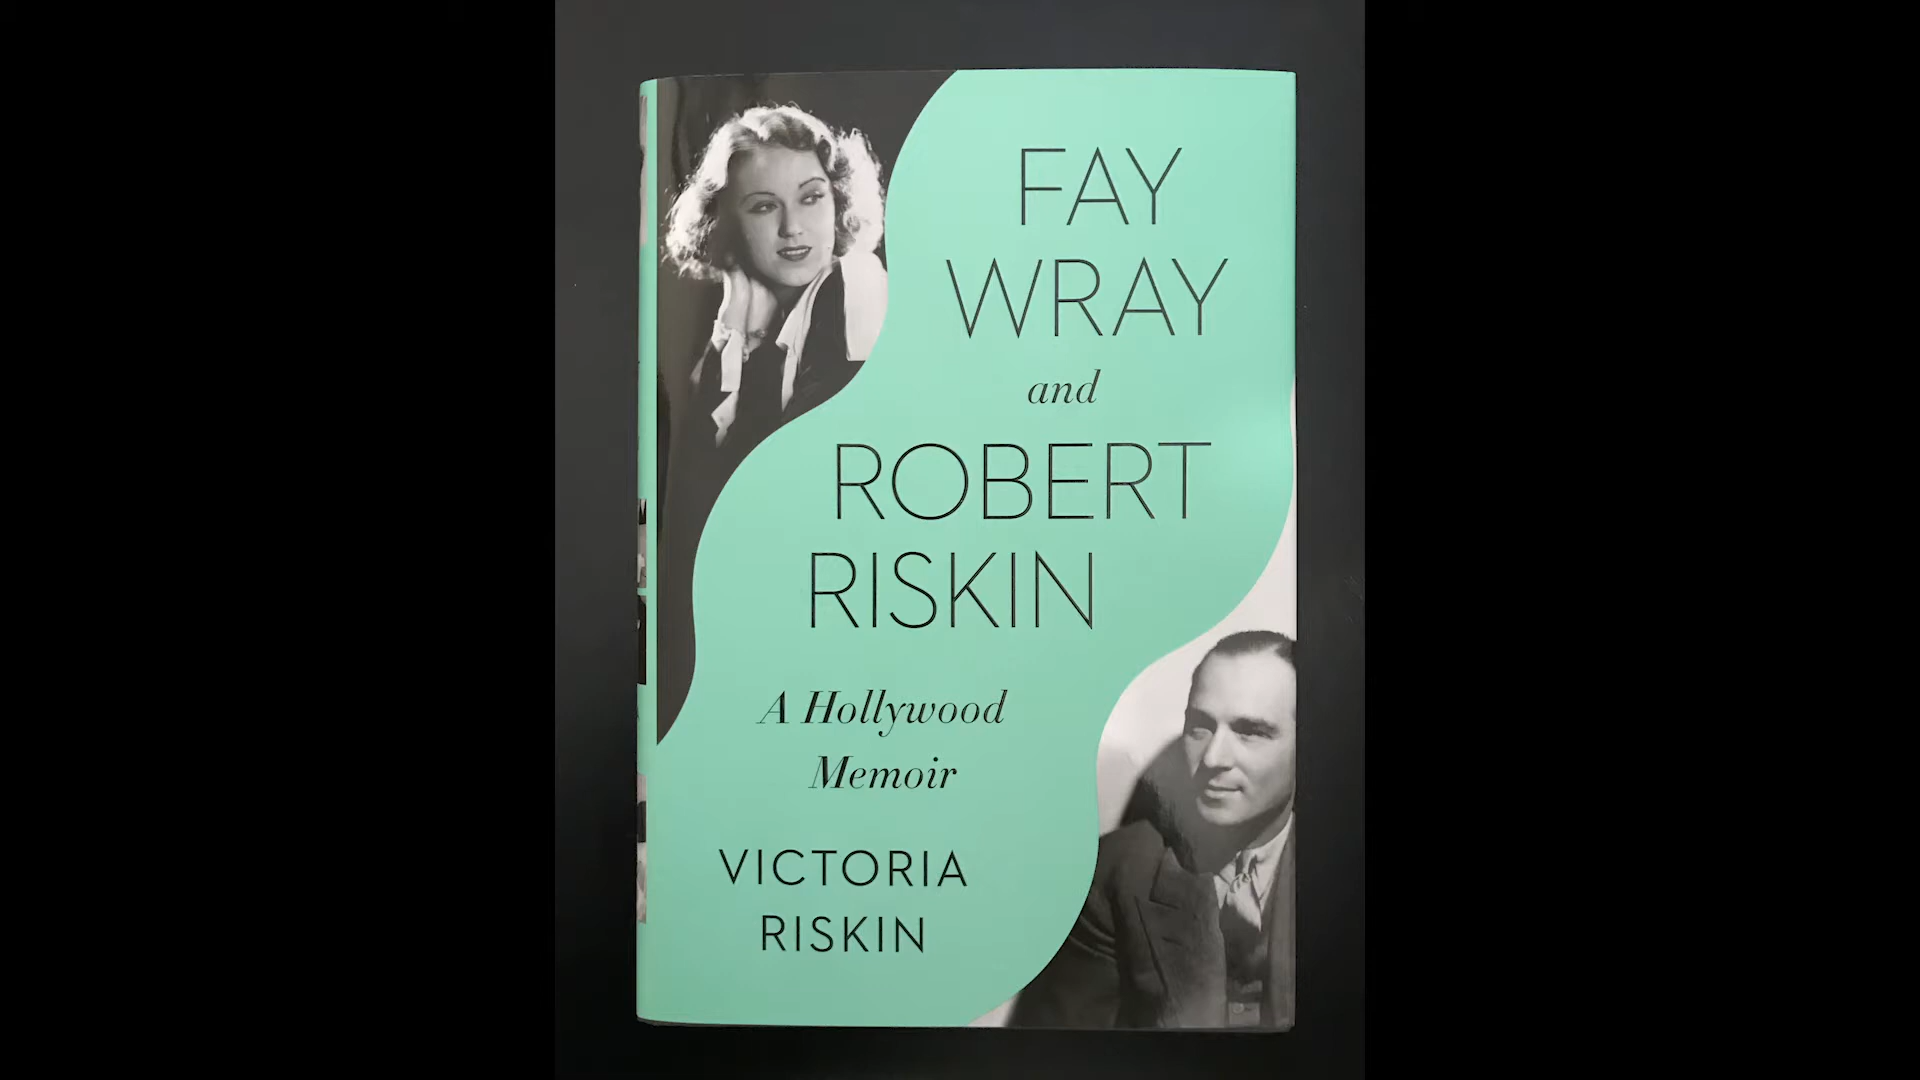 FAY
WRAY
and
ROBERT
RISKIN
A Hollywood
Memoir
VICTORIA
RISKIN